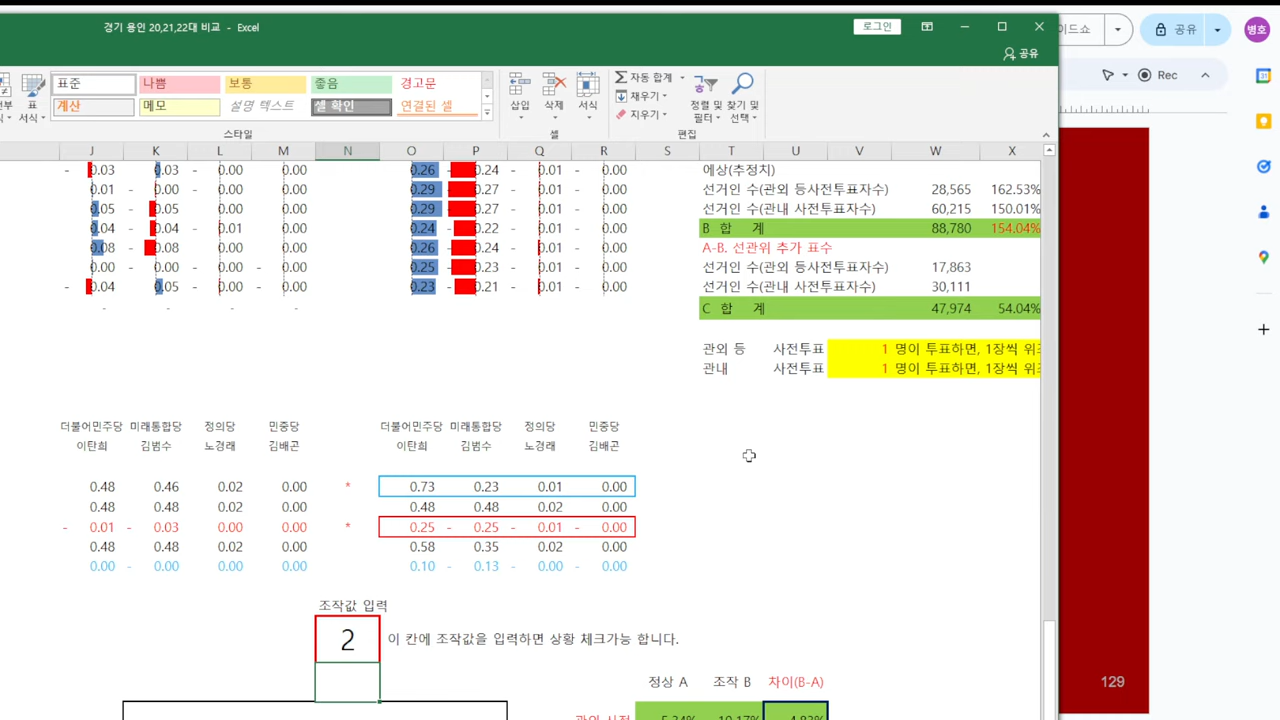 경기 용인 20,21,22대 비교 - Excel
로그인
공유
이드쇼
공유
병호
표준 나쁨 보통 좋음 경고문
계산 메모 설명 텍스트 셀 확인 연결된 셀
표
서식
삽입 삭제 서식
자동 합계
채우기
지우기
정렬 및 필터
찾기 및 선택
스타일 셀 편집
Rec
J K L M N O P Q R S T U V W X
- 0.03 0.03 - 0.00 0.00 0.26 - 0.24 - 0.01 - 0.00 예상(추정치)
0.01 - 0.00 0.00 0.00 0.29 - 0.27 - 0.01 - 0.00 선거인 수(관외 등사전투표자수) 28,565 162.53%
0.05 - 0.05 - 0.00 0.00 0.29 - 0.27 - 0.01 - 0.00 선거인 수(관내 사전투표자수) 60,215 150.01%
0.04 - 0.04 - 0.01 0.00 0.24 - 0.22 - 0.01 - 0.00 B 합 계 88,780 154.04%
0.08 - 0.08 - 0.00 0.00 0.26 - 0.24 - 0.01 - 0.00 A-B. 선관위 추가 표수
0.00 - 0.00 - 0.00 - 0.00 0.25 - 0.23 - 0.01 - 0.00 선거인 수(관외 등사전투표자수) 17,863
- 0.04 0.05 - 0.00 - 0.00 0.23 - 0.21 - 0.01 - 0.00 선거인 수(관내 사전투표자수) 30,111
- - - - C 합 계 47,974 54.04%
관외 등 사전투표 1 명이 투표하면, 1장씩 위조
관내 사전투표 1 명이 투표하면, 1장씩 위조
더불어민주당 미래통합당 정의당 민중당 더불어민주당 미래통합당 정의당 민중당
이탄희 김범수 노경래 김배곤 이탄희 김범수 노경래 김배곤
0.48 0.46 0.02 0.00 * 0.73 0.23 0.01 0.00
0.48 0.48 0.02 0.00 0.48 0.48 0.02 0.00
- 0.01 - 0.03 0.00 0.00 * 0.25 - 0.25 - 0.01 - 0.00
0.48 0.48 0.02 0.00 0.58 0.35 0.02 0.00
0.00 - 0.00 0.00 0.00 0.10 - 0.13 - 0.00 - 0.00
조작값 입력
2 이 칸에 조작값을 입력하면 상황 체크가능 합니다.
정상 A 조작 B 차이(B-A)
관외 사전 5.34% 10.17% 4.83%
129